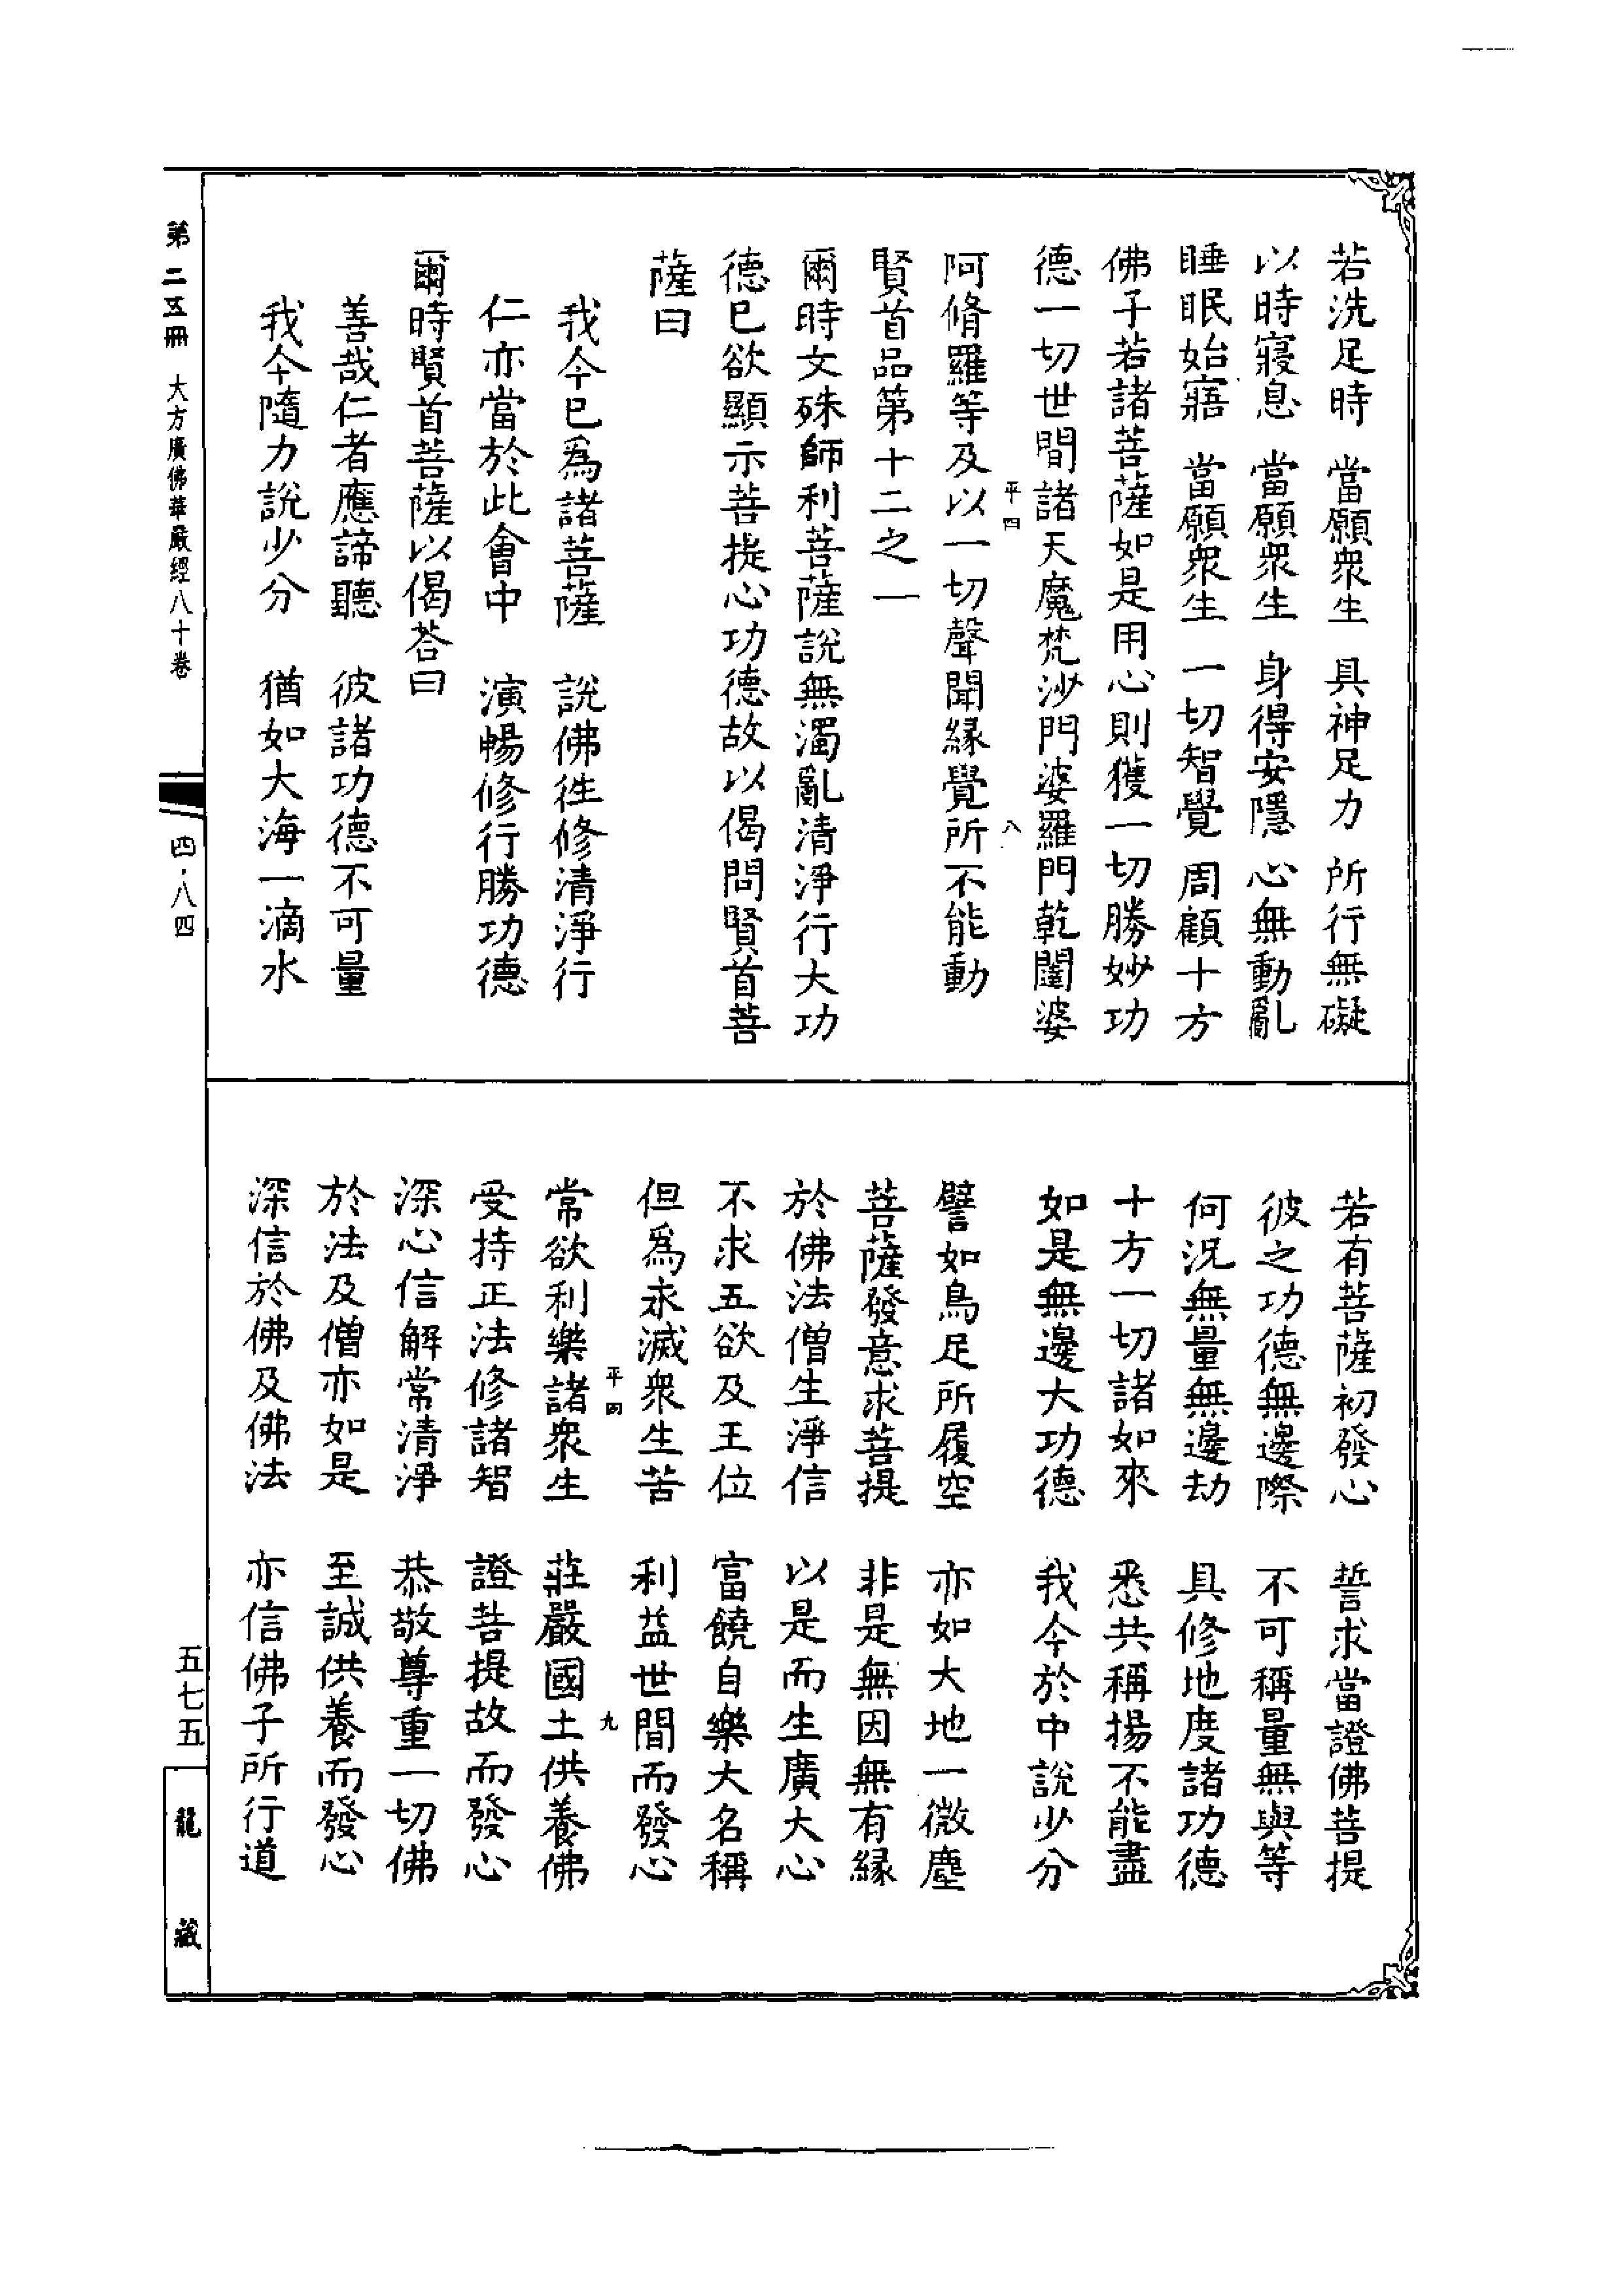 若洗足時　當願衆生　具神足力　所行無礙
以時寢息　當願衆生　身得安隱　心無動亂
睡眠始寤　當願衆生　一切智覺　周顧十方
佛子若諸菩薩如是用心則獲一切勝妙功
德一切世間諸天魔梵沙門婆羅門乾闥婆
平四　八
阿脩羅等及以一切聲聞緣覺所不能動
賢首品第十二之一
爾時文殊師利菩薩說無濁亂清淨行大功
德已欲顯示菩提心功德故以偈問賢首菩
薩曰
我今已爲諸菩薩　說佛徃修清淨行
仁亦當於此會中　演暢修行勝功德
爾時賢首菩薩以偈荅曰
善哉仁者應諦聽　彼諸功德不可量
我今隨力說少分　猶如大海一滴水
若有菩薩初發心　誓求當證佛菩提
彼之功德無邊際　不可稱量無與等
何況無量無邊劫　具修地度諸功德
十方一切諸如來　悉共稱揚不能盡
如是無邊大功德　我今於中說少分
譬如鳥足所履空　亦如大地一微塵
菩薩發意求菩提　非是無因無有緣
於佛法僧生淨信　以是而生廣大心
不求五欲及王位　富饒自樂大名稱
但爲永滅衆生苦　利益世間而發心
平四　九
常欲利樂諸衆生　莊嚴國土供養佛
受持正法修諸智　證菩提故而發心
深心信解常清淨　恭敬尊重一切佛
於法及僧亦如是　至誠供養而發心
深信於佛及佛法　亦信佛子所行道
第二五冊　大方廣佛華嚴經八十卷　四·八四
五七五　龍藏